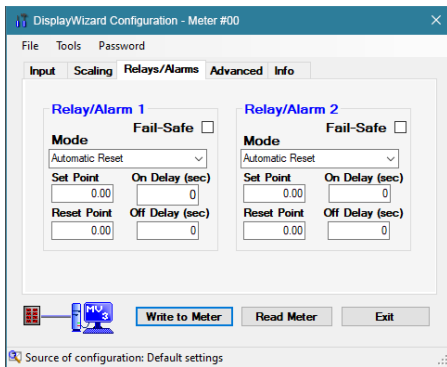 DisplayWizard Configuration - Meter #00
File Tools Password
Input Scaling Relays/Alarms Advanced Info
Relay/Alarm 1
Fail-Safe
Mode
Automatic Reset
Set Point On Delay (sec)
0.00 0
Reset Point Off Delay (sec)
0.00 0
Relay/Alarm 2
Fail-Safe
Mode
Automatic Reset
Set Point On Delay (sec)
0.00 0
Reset Point Off Delay (sec)
0.00 0
MV3
Write to Meter Read Meter Exit
Source of configuration: Default settings